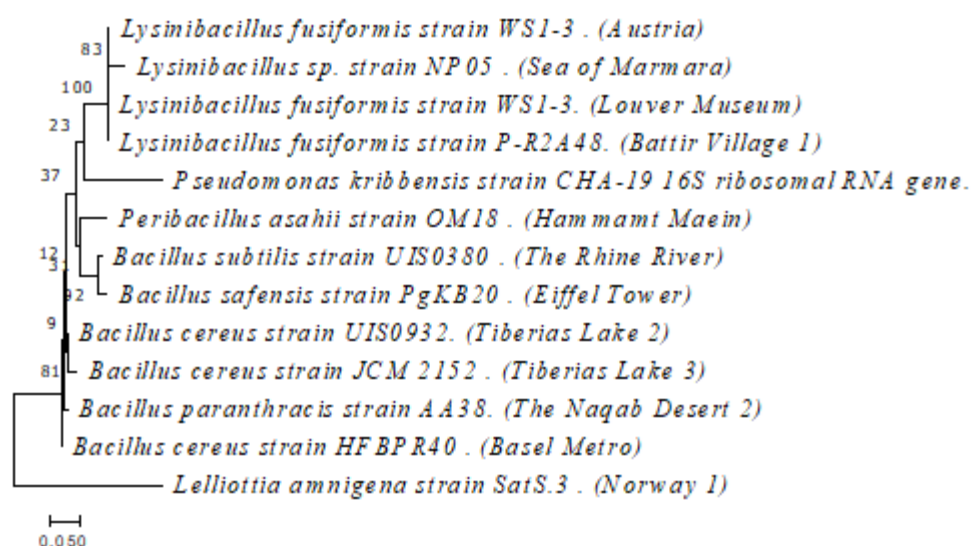 Lysinibacillus fusiformis strain WS1-3 . (Austria)
83
Lysinibacillus sp. strain NP05 . (Sea of Marmara)
100
Lysinibacillus fusiformis strain WS1-3. (Louver Museum)
23
Lysinibacillus fusiformis strain P-R2A48. (Battir Village 1)
37
Pseudomonas kribbensis strain CHA-19 16S ribosomal RNA gene.
Peribacillus asahii strain OM18 . (Hammamt Maein)
12
Bacillus subtilis strain UIS0380 . (The Rhine River)
92
Bacillus safensis strain PgKB20 . (Eiffel Tower)
9
Bacillus cereus strain UIS0932. (Tiberias Lake 2)
81
Bacillus cereus strain JCM 2152 . (Tiberias Lake 3)
Bacillus paranthracis strain AA38. (The Naqab Desert 2)
Bacillus cereus strain HFBPR40 . (Basel Metro)
Lelliottia amnigena strain SatS.3 . (Norway 1)
0.050